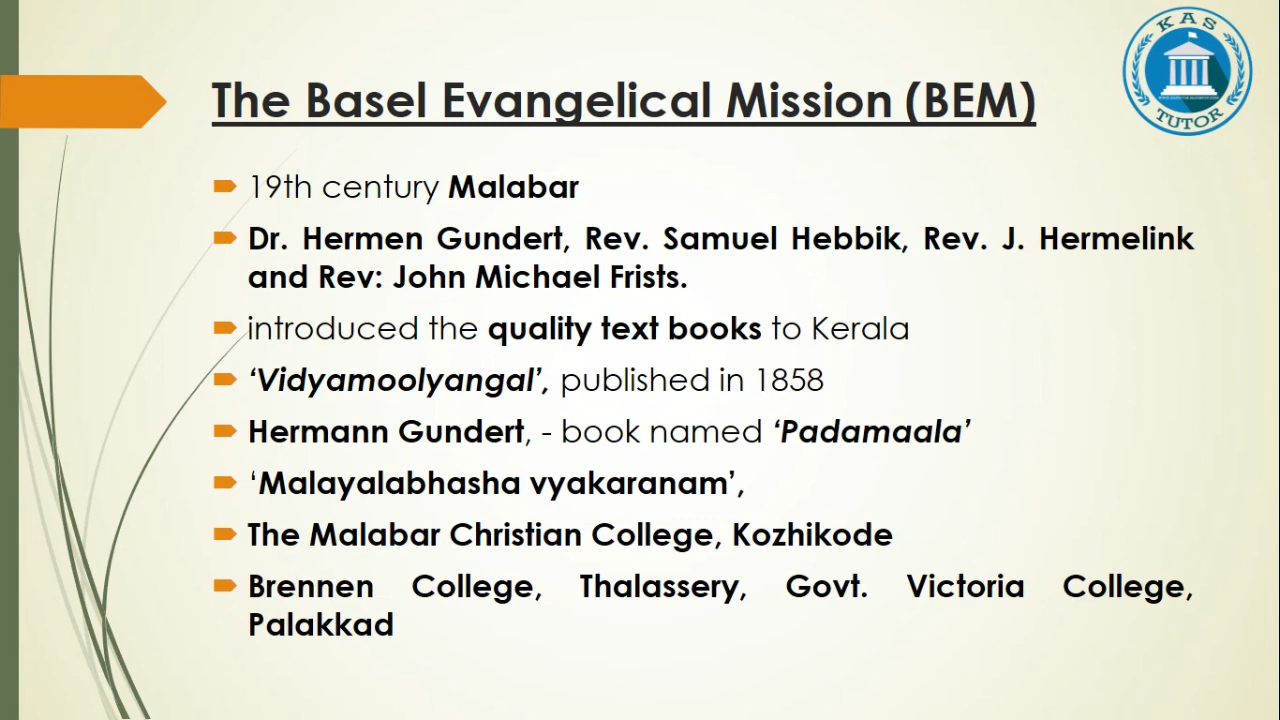 KAS
TUTOR
The Basel Evangelical Mission (BEM)
19th century Malabar
Dr. Hermen Gundert, Rev. Samuel Hebbik, Rev. J. Hermelink
and Rev: John Michael Frists.
introduced the quality text books to Kerala
‘Vidyamoolyangal’, published in 1858
Hermann Gundert, - book named ‘Padamaala’
‘Malayalabhasha vyakaranam’,
The Malabar Christian College, Kozhikode
Brennen College, Thalassery, Govt. Victoria College,
Palakkad